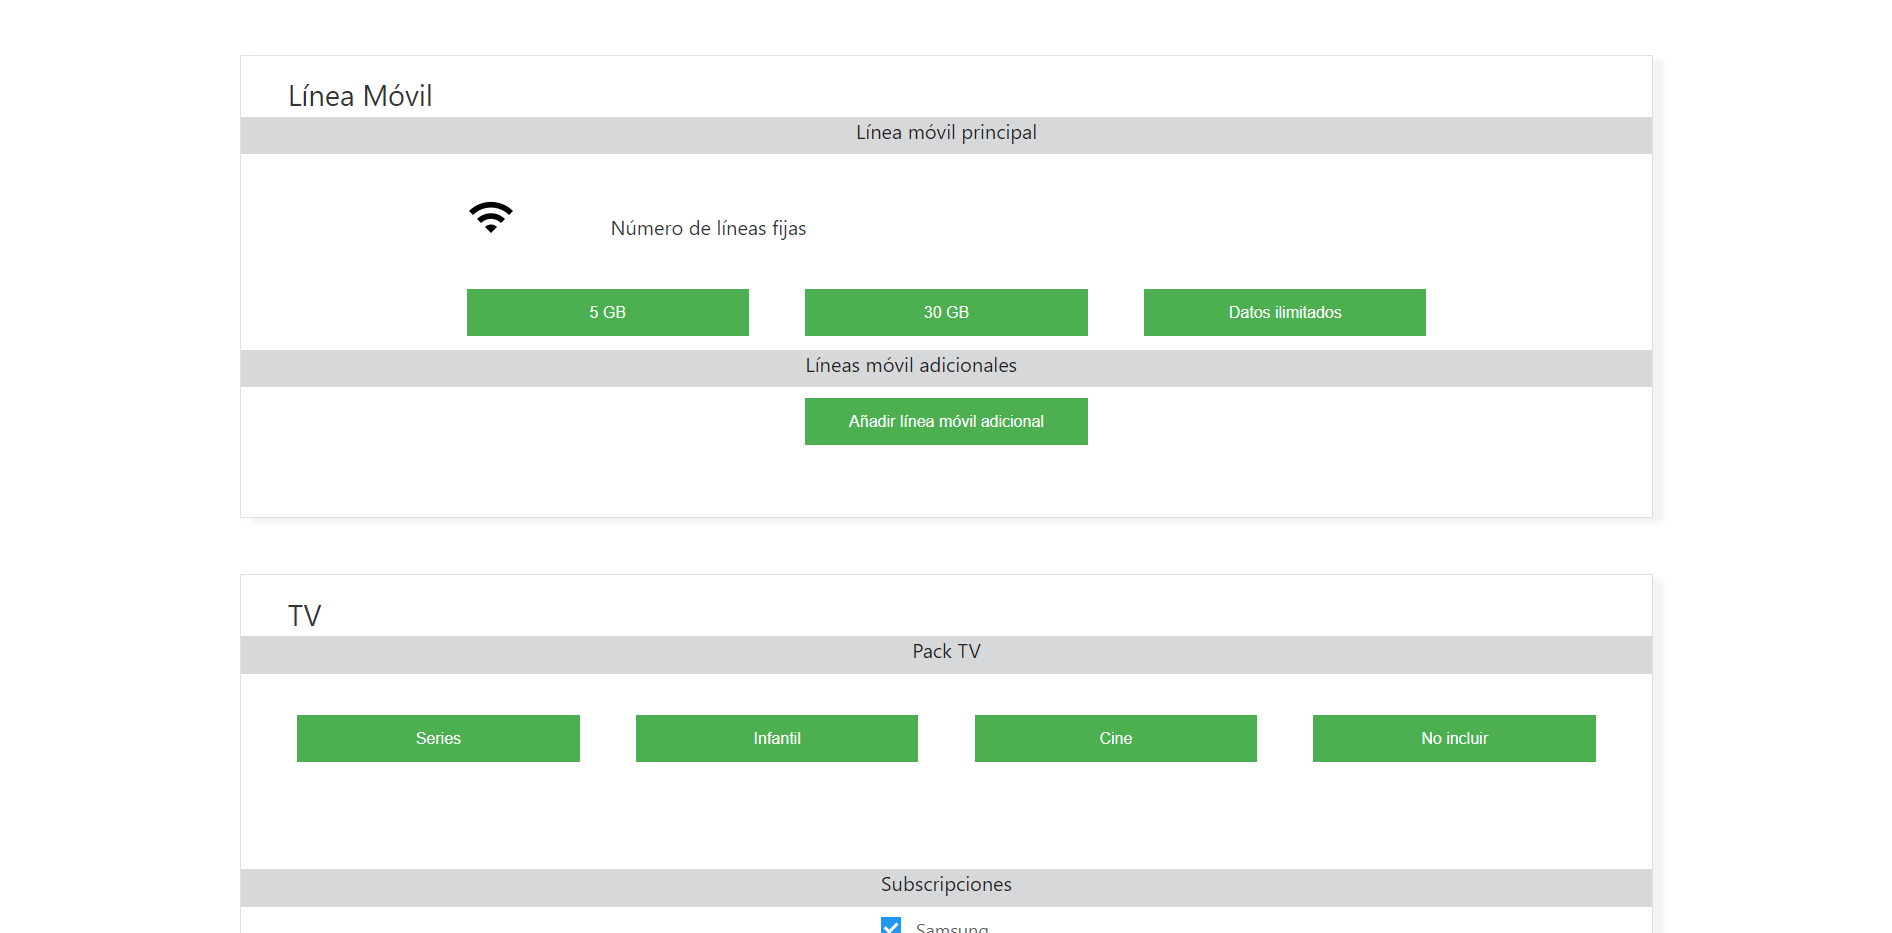 Línea Móvil
Línea móvil principal
Número de líneas fijas
5 GB
30 GB
Datos ilimitados
Líneas móvil adicionales
Añadir línea móvil adicional
TV
Pack TV
Series
Infantil
Cine
No incluir
Subscripciones
Samsung